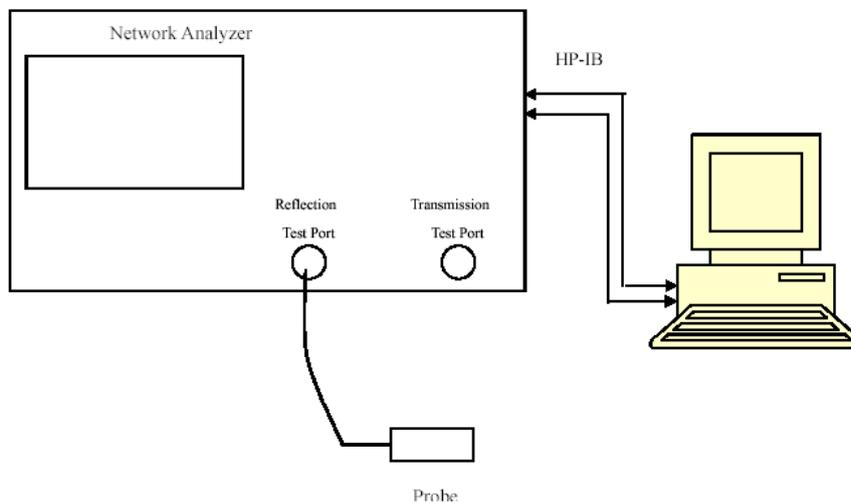 Network Analyzer
HP-IB
Reflection
Test Port
Transmission
Test Port
Probe